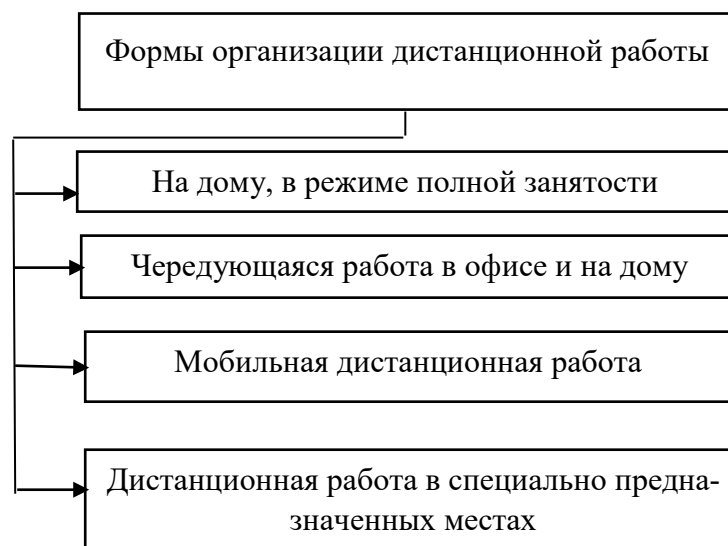 Формы организации дистанционной работы
На дому, в режиме полной занятости
Чередующаяся работа в офисе и на дому
Мобильная дистанционная работа
Дистанционная работа в специально предна-
значенных местах